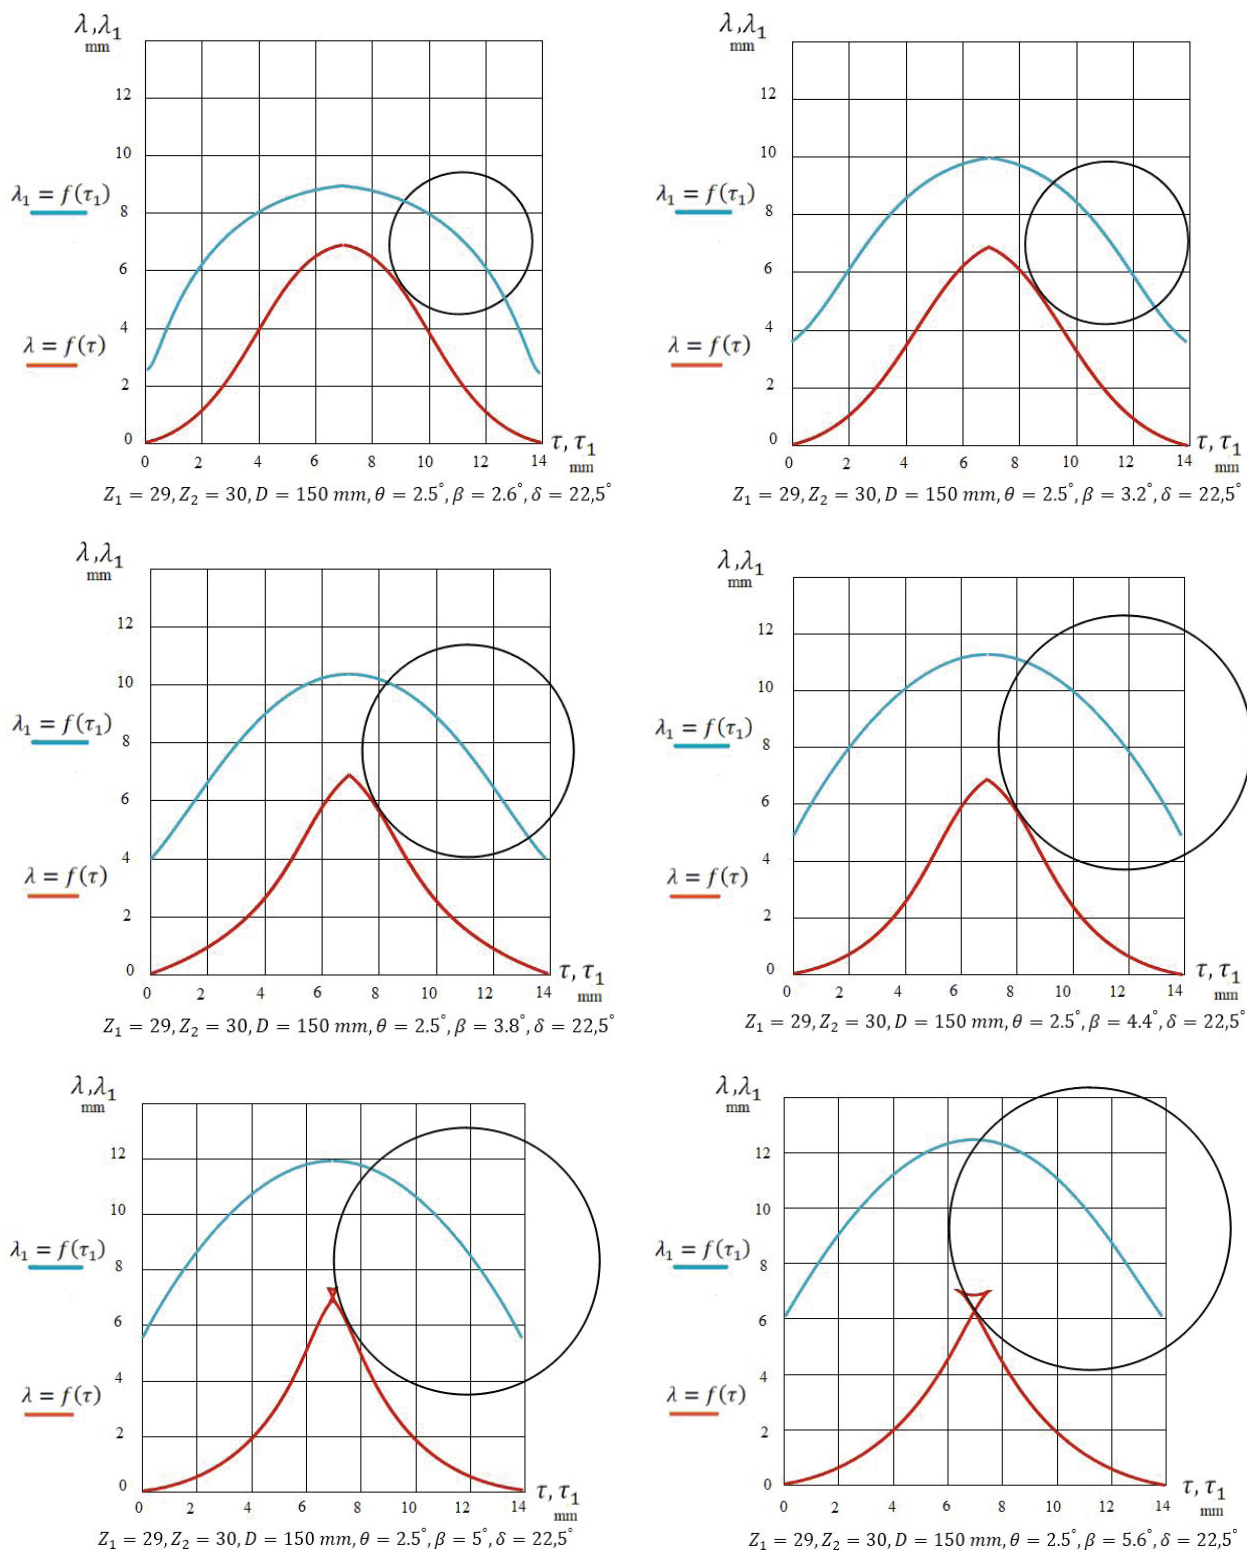 λ,λ₁
mm
12
10
λ₁ = f(τ₁)
8
6
4
λ = f(τ)
2
0
τ, τ₁
mm
0 2 4 6 8 10 12 14
Z₁ = 29, Z₂ = 30, D = 150 mm, θ = 2.5°, β = 2.6°, δ = 22,5°
λ,λ₁
mm
12
10
λ₁ = f(τ₁)
8
6
4
λ = f(τ)
2
0
τ, τ₁
mm
0 2 4 6 8 10 12 14
Z₁ = 29, Z₂ = 30, D = 150 mm, θ = 2.5°, β = 3.2°, δ = 22,5°
λ,λ₁
mm
12
10
λ₁ = f(τ₁)
8
6
4
λ = f(τ)
2
0
τ, τ₁
mm
0 2 4 6 8 10 12 14
Z₁ = 29, Z₂ = 30, D = 150 mm, θ = 2.5°, β = 3.8°, δ = 22,5°
λ,λ₁
mm
12
10
λ₁ = f(τ₁)
8
6
4
λ = f(τ)
2
0
τ, τ₁
mm
0 2 4 6 8 10 12 14
Z₁ = 29, Z₂ = 30, D = 150 mm, θ = 2.5°, β = 4.4°, δ = 22,5°
λ,λ₁
mm
12
10
λ₁ = f(τ₁)
8
6
4
λ = f(τ)
2
0
τ, τ₁
mm
0 2 4 6 8 10 12 14
Z₁ = 29, Z₂ = 30, D = 150 mm, θ = 2.5°, β = 5°, δ = 22,5°
λ,λ₁
mm
12
10
λ₁ = f(τ₁)
8
6
4
λ = f(τ)
2
0
τ, τ₁
mm
0 2 4 6 8 10 12 14
Z₁ = 29, Z₂ = 30, D = 150 mm, θ = 2.5°, β = 5.6°, δ = 22,5°